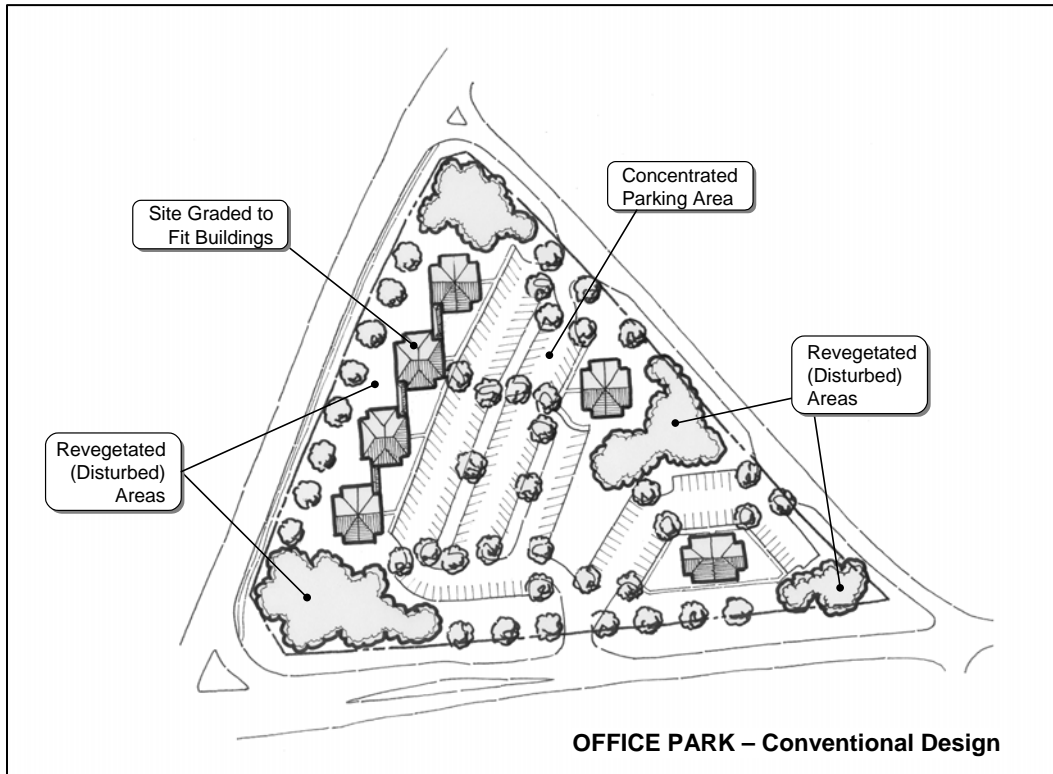 Concentrated
Parking Area
Site Graded to
Fit Buildings
Revegetated
(Disturbed)
Areas
Revegetated
(Disturbed)
Areas
OFFICE PARK – Conventional Design